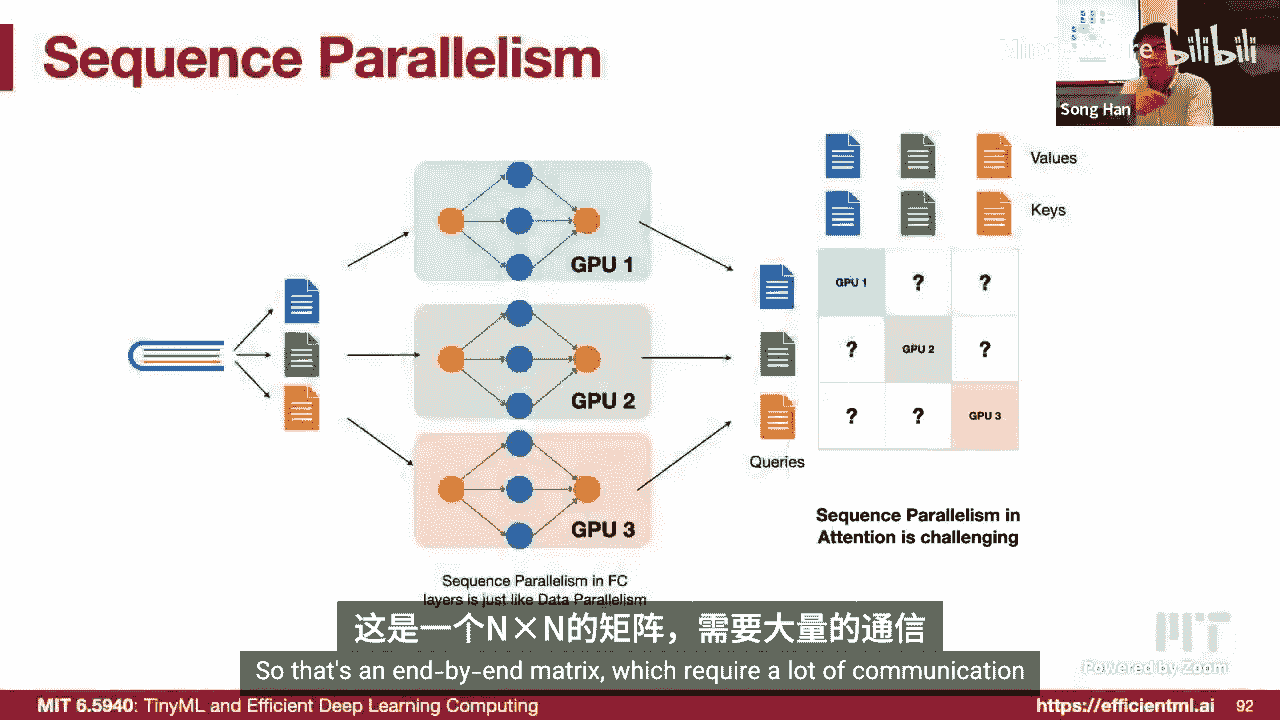 Sequence Parallelism
bilibili
Song Han
Values
Keys
GPU 1
GPU 2
GPU 3
Queries
GPU 1 ? ?
? GPU 2 ?
? ? GPU 3
Sequence Parallelism in
Attention is challenging
Sequence Parallelism in FC
layers is just like Data Parallelism
这是一个N×N的矩阵，需要大量的通信
So that's an end-by-end matrix, which require a lot of communication
MIT
Powered by Zoom
MIT 6.5940: TinyML and Efficient Deep Learning Computing
https://efficientml.ai 92